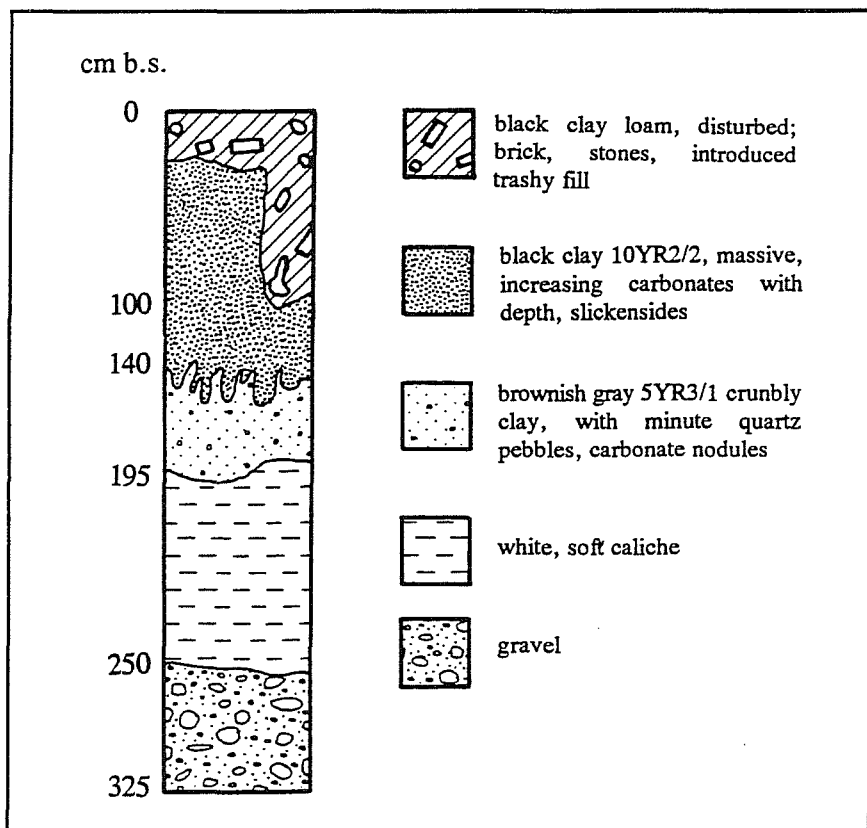 cm b.s.
0
100
140
195
250
325
black clay loam, disturbed;
brick, stones, introduced
trashy fill
black clay 10YR2/2, massive,
increasing carbonates with
depth, slickensides
brownish gray 5YR3/1 crunbly
clay, with minute quartz
pebbles, carbonate nodules
white, soft caliche
gravel